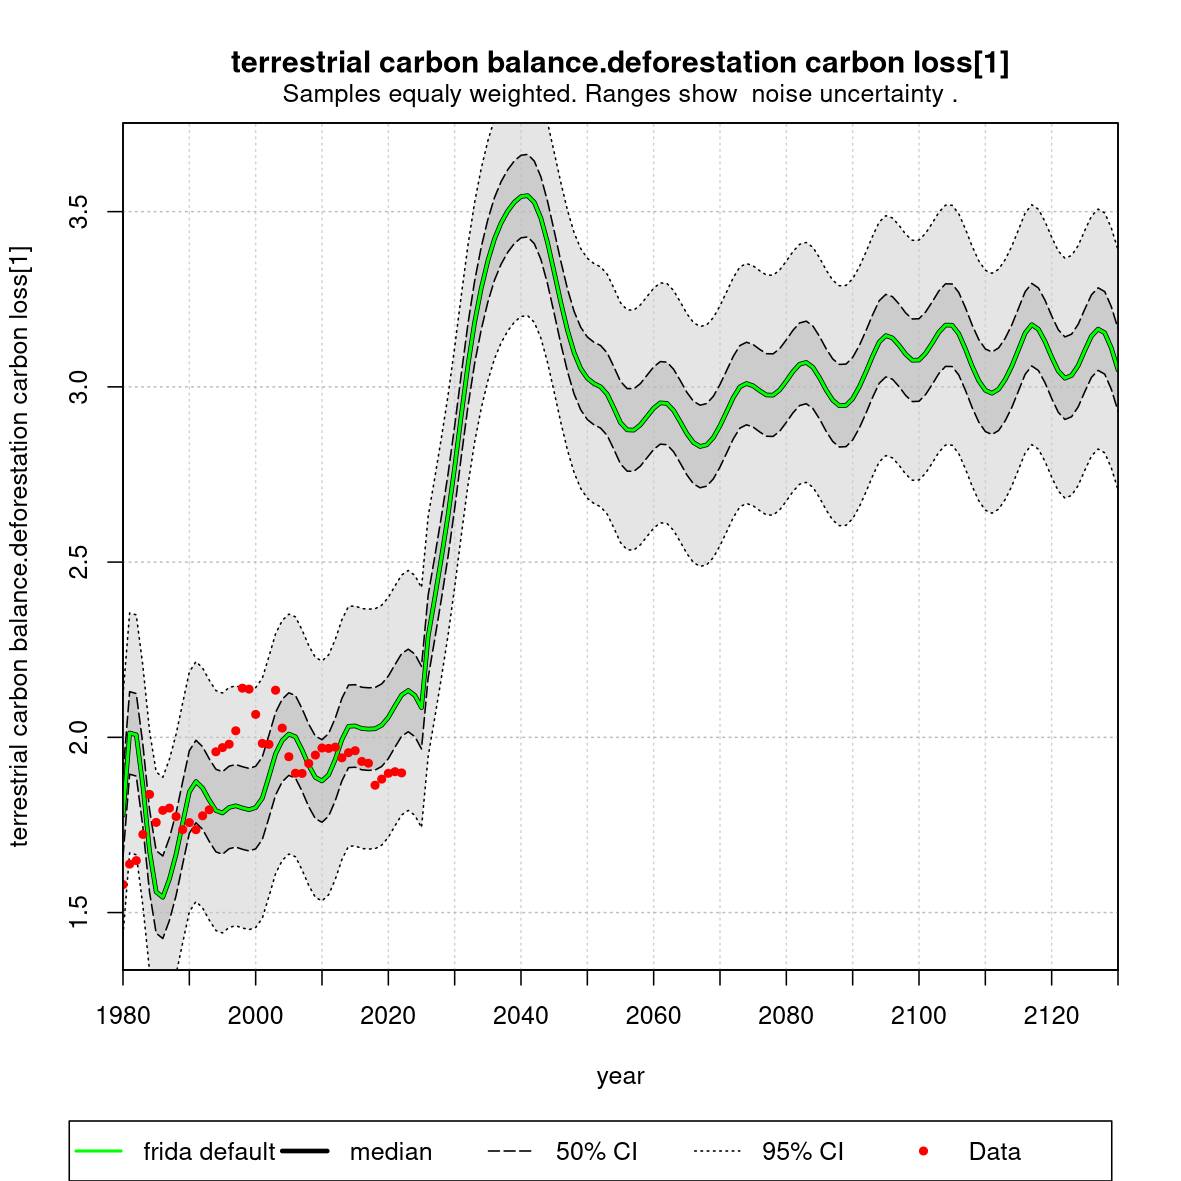 terrestrial carbon balance.deforestation carbon loss[1]
Samples equaly weighted. Ranges show  noise uncertainty .
terrestrial carbon balance.deforestation carbon loss[1]
3.5
3.0
2.5
2.0
1.5
1980 2000 2020 2040 2060 2080 2100 2120
year
frida default median 50% CI 95% CI Data